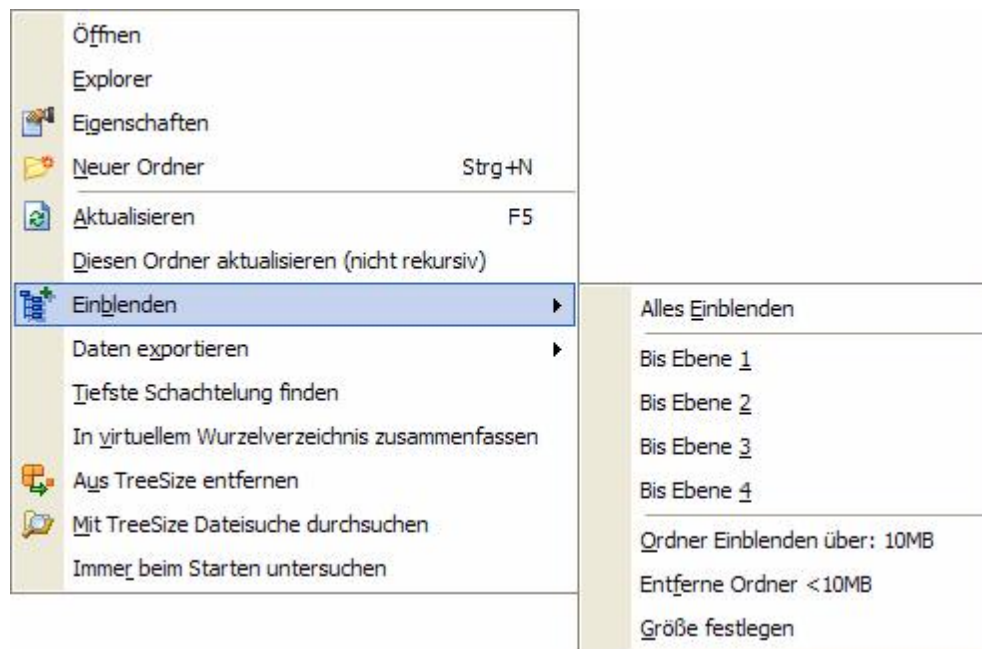 Öffnen
Explorer
Eigenschaften
Neuer Ordner Strg+N
Aktualisieren F5
Diesen Ordner aktualisieren (nicht rekursiv)
Einblenden
Daten exportieren
Tiefste Schachtelung finden
In virtuellem Wurzelverzeichnis zusammenfassen
Aus TreeSize entfernen
Mit TreeSize Dateisuche durchsuchen
Immer beim Starten untersuchen
Alles Einblenden
Bis Ebene 1
Bis Ebene 2
Bis Ebene 3
Bis Ebene 4
Ordner Einblenden über: 10MB
Entferne Ordner <10MB
Größe festlegen